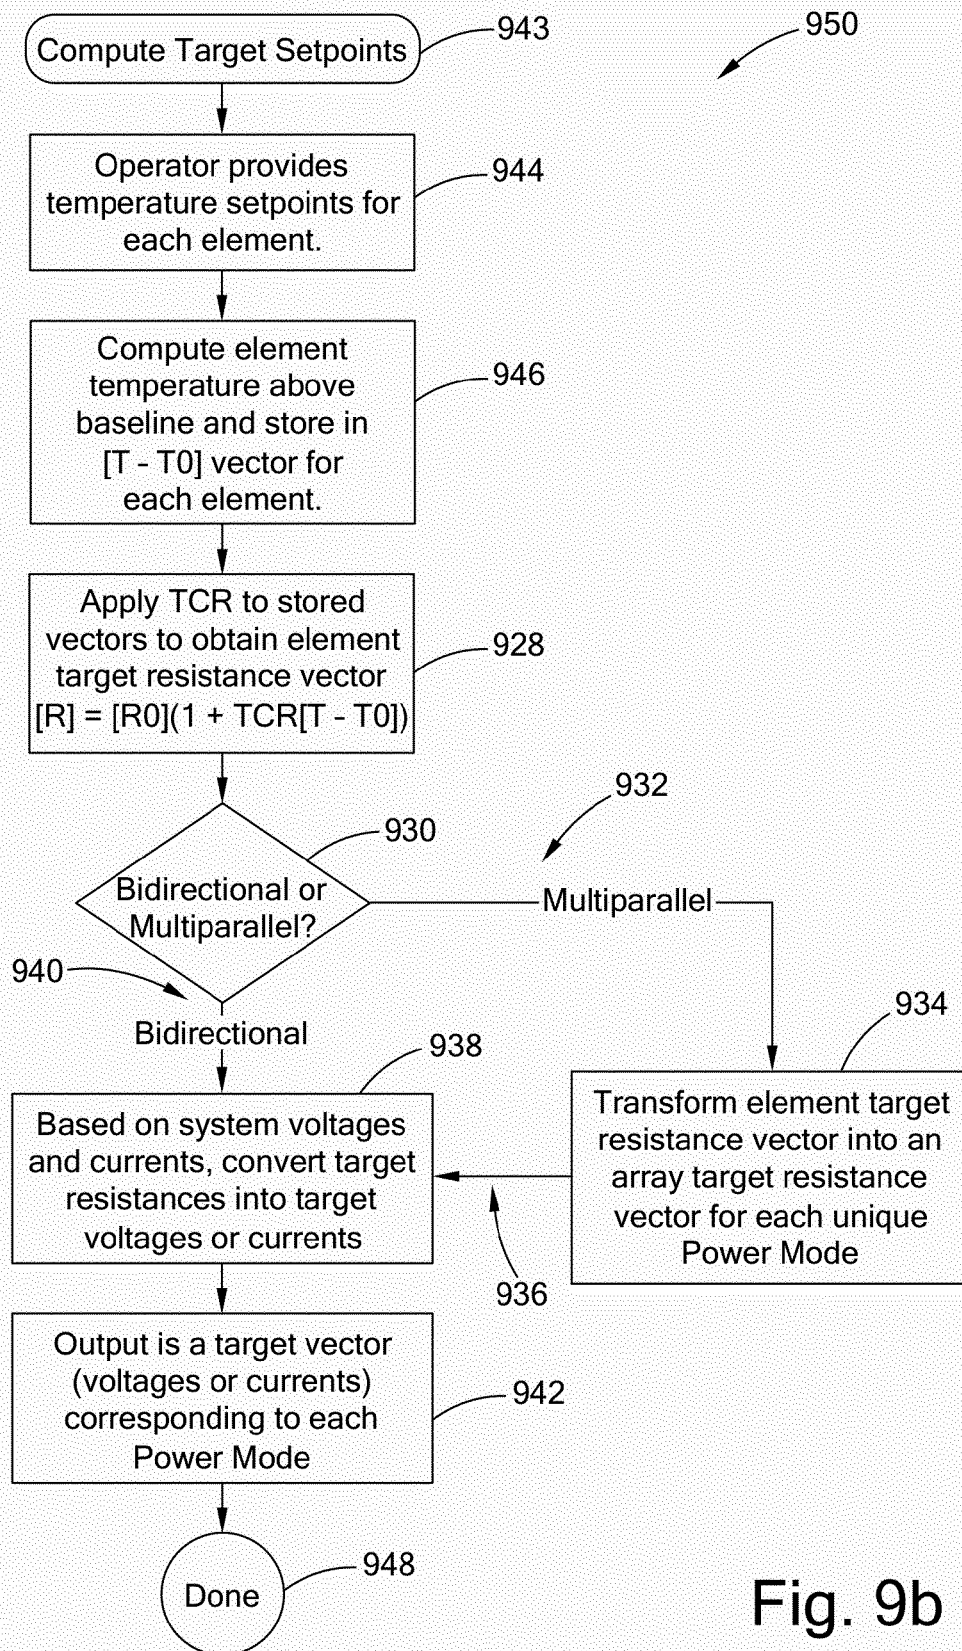 Compute Target Setpoints
943
950
Operator provides
temperature setpoints for
each element.
944
Compute element
temperature above
baseline and store in
[T - T0] vector for
each element.
946
Apply TCR to stored
vectors to obtain element
target resistance vector
[R] = [R0](1 + TCR[T - T0])
928
932
930
Bidirectional or
Multiparallel?
Multiparallel
940
Bidirectional
938
934
Based on system voltages
and currents, convert target
resistances into target
voltages or currents
Transform element target
resistance vector into an
array target resistance
vector for each unique
Power Mode
936
Output is a target vector
(voltages or currents)
corresponding to each
Power Mode
942
Done
948
Fig. 9b